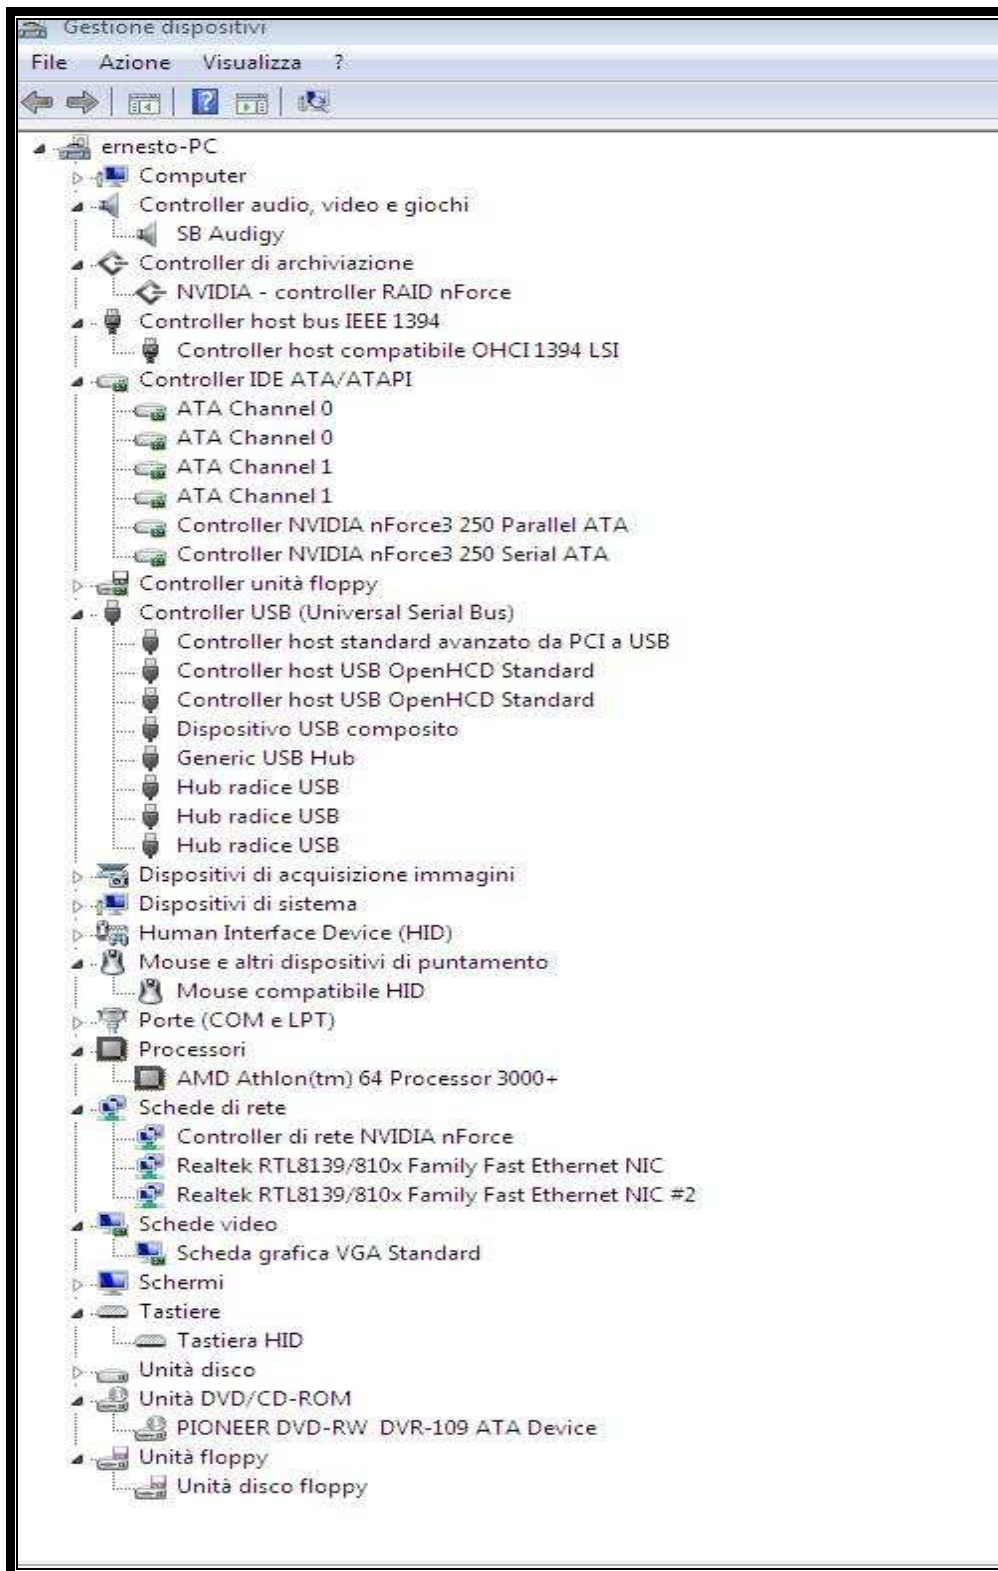 Gestione dispositivi
File Azione Visualizza ?
ernesto-PC
Computer
Controller audio, video e giochi
SB Audigy
Controller di archiviazione
NVIDIA - controller RAID nForce
Controller host bus IEEE 1394
Controller host compatibile OHCI 1394 LSI
Controller IDE ATA/ATAPI
ATA Channel 0
ATA Channel 0
ATA Channel 1
ATA Channel 1
Controller NVIDIA nForce3 250 Parallel ATA
Controller NVIDIA nForce3 250 Serial ATA
Controller unità floppy
Controller USB (Universal Serial Bus)
Controller host standard avanzato da PCI a USB
Controller host USB OpenHCD Standard
Controller host USB OpenHCD Standard
Dispositivo USB composito
Generic USB Hub
Hub radice USB
Hub radice USB
Hub radice USB
Dispositivi di acquisizione immagini
Dispositivi di sistema
Human Interface Device (HID)
Mouse e altri dispositivi di puntamento
Mouse compatibile HID
Porte (COM e LPT)
Processori
AMD Athlon(tm) 64 Processor 3000+
Schede di rete
Controller di rete NVIDIA nForce
Realtek RTL8139/810x Family Fast Ethernet NIC
Realtek RTL8139/810x Family Fast Ethernet NIC #2
Schede video
Scheda grafica VGA Standard
Schermi
Tastiere
Tastiera HID
Unità disco
Unità DVD/CD-ROM
PIONEER DVD-RW DVR-109 ATA Device
Unità floppy
Unità disco floppy